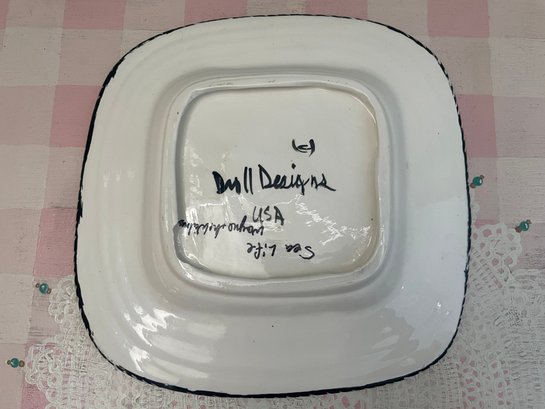 (c)
Droll Designs
USA
Sea Life